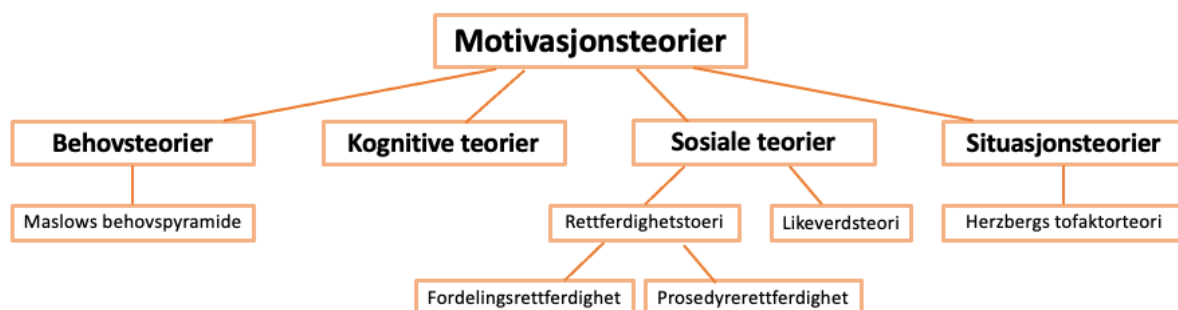 Motivasjonsteorier
Behovsteorier
Kognitive teorier
Sosiale teorier
Situasjonsteorier
Maslows behovspyramide
Rettferdighetstoeri
Likeverdsteori
Herzbergs tofaktorteori
Fordelingsrettferdighet
Prosedyrerettferdighet